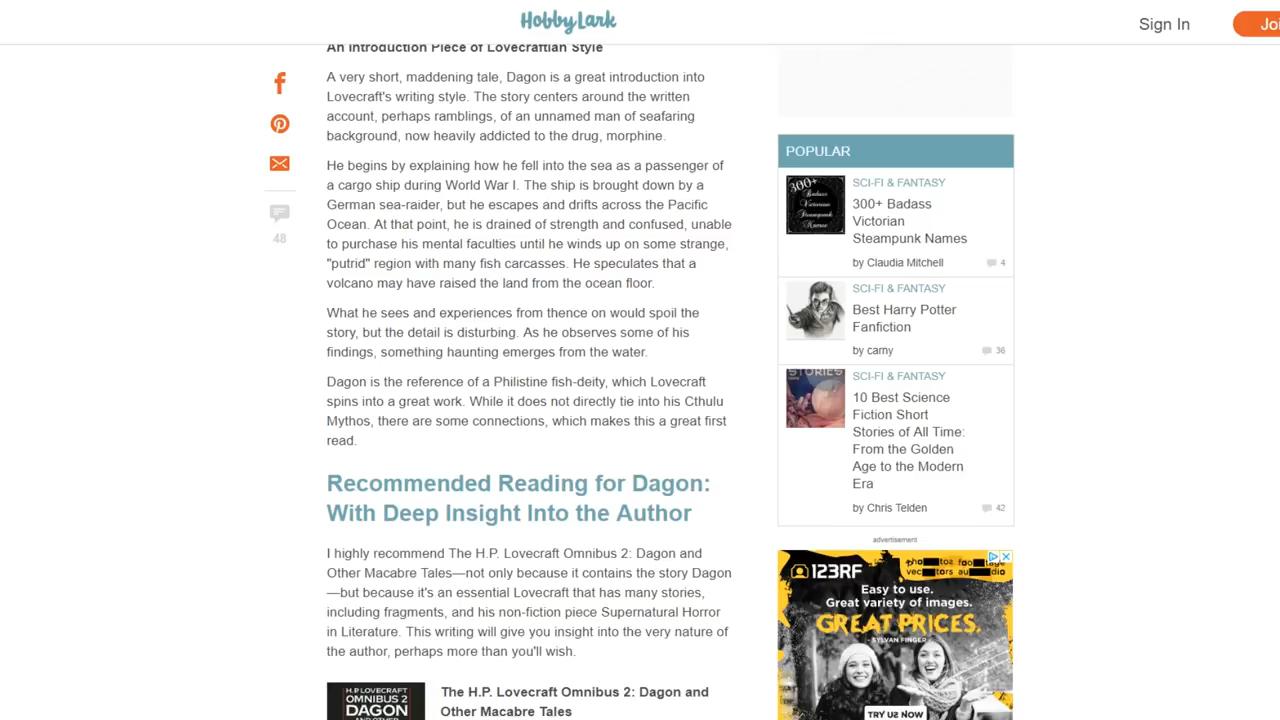 HobbyLark
Sign In
Joi
An Introduction Piece of Lovecraftian Style
A very short, maddening tale, Dagon is a great introduction into
Lovecraft's writing style. The story centers around the written
account, perhaps ramblings, of an unnamed man of seafaring
background, now heavily addicted to the drug, morphine.
He begins by explaining how he fell into the sea as a passenger of
a cargo ship during World War I. The ship is brought down by a
German sea-raider, but he escapes and drifts across the Pacific
Ocean. At that point, he is drained of strength and confused, unable
to purchase his mental faculties until he winds up on some strange,
"putrid" region with many fish carcasses. He speculates that a
volcano may have raised the land from the ocean floor.
What he sees and experiences from thence on would spoil the
story, but the detail is disturbing. As he observes some of his
findings, something haunting emerges from the water.
Dagon is the reference of a Philistine fish-deity, which Lovecraft
spins into a great work. While it does not directly tie into his Cthulu
Mythos, there are some connections, which makes this a great first
read.
Recommended Reading for Dagon:
With Deep Insight Into the Author
I highly recommend The H.P. Lovecraft Omnibus 2: Dagon and
Other Macabre Tales—not only because it contains the story Dagon
—but because it's an essential Lovecraft that has many stories,
including fragments, and his non-fiction piece Supernatural Horror
in Literature. This writing will give you insight into the very nature of
the author, perhaps more than you'll wish.
H.P. LOVECRAFT
OMNIBUS 2
DAGON
The H.P. Lovecraft Omnibus 2: Dagon and
Other Macabre Tales
48
POPULAR
300+
Badass
Victorian
Steampunk
Names
SCI-FI & FANTASY
300+ Badass
Victorian
Steampunk Names
by Claudia Mitchell
4
SCI-FI & FANTASY
Best Harry Potter
Fanfiction
by carny
36
STORIES
SCI-FI & FANTASY
10 Best Science
Fiction Short
Stories of All Time:
From the Golden
Age to the Modern
Era
by Chris Telden
42
advertisement
123RF
Easy to use.
Great variety of images.
GREAT PRICES.
- SYLVAN FINGER
TRY US NOW